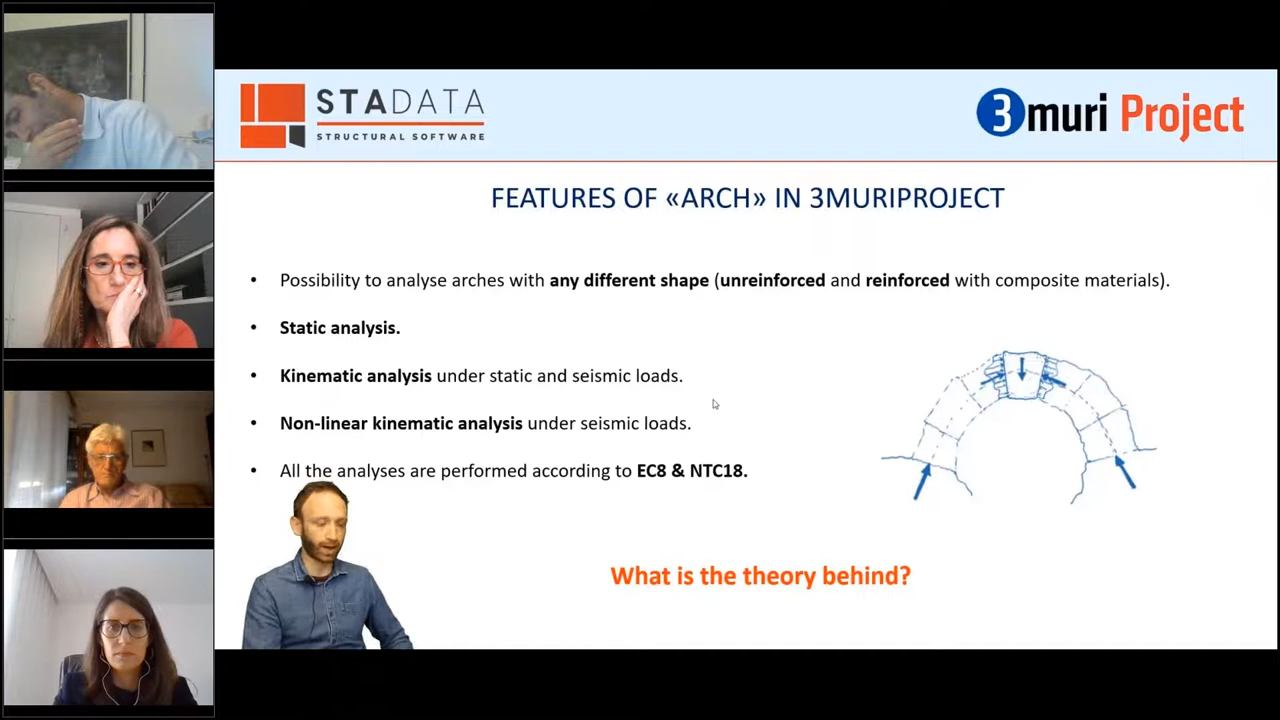 STADATA
STRUCTURAL SOFTWARE
3muri Project
FEATURES OF «ARCH» IN 3MURIPROJECT
• Possibility to analyse arches with any different shape (unreinforced and reinforced with composite materials).
• Static analysis.
• Kinematic analysis under static and seismic loads.
• Non-linear kinematic analysis under seismic loads.
• All the analyses are performed according to EC8 & NTC18.
What is the theory behind?